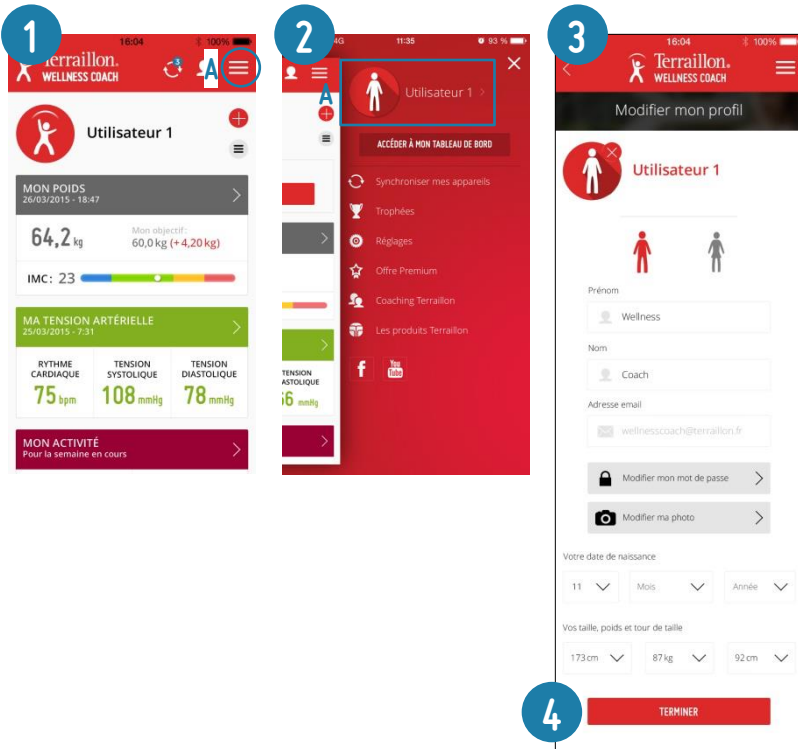 1
16:04
100%
Terraillon.
WELLNESS COACH
3
A
Utilisateur 1
MON POIDS
26/03/2015 - 18:47
64,2 kg
Mon objectif:
60,0 kg (+4,20 kg)
IMC: 23
MA TENSION ARTÉRIELLE
25/03/2015 - 7:31
RYTHME CARDIAQUE
75 bpm
TENSION SYSTOLIQUE
108 mmHg
TENSION DIASTOLIQUE
78 mmHg
MON ACTIVITÉ
Pour la semaine en cours
2
4G
11:35
93 %
A
Utilisateur 1
ACCÉDER À MON TABLEAU DE BORD
Synchroniser mes appareils
Trophées
Réglages
Offre Premium
Coaching Terraillon
Les produits Terraillon
f
You Tube
TENSION
ASTOLIQUE
66 mmHg
3
16:04
100%
Terraillon.
WELLNESS COACH
Modifier mon profil
Utilisateur 1
Prénom
Wellness
Nom
Coach
Adresse email
wellnesscoach@terraillon.fr
Modifier mon mot de passe
Modifier ma photo
Votre date de naissance
11 Mois Année
Vos taille, poids et tour de taille
173 cm 87 kg 92 cm
4
TERMINER